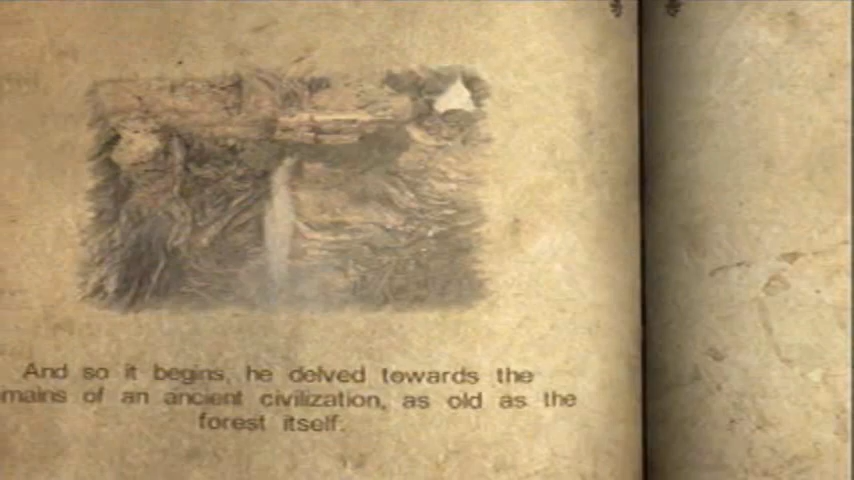 And so it begins, he delved towards the
mains of an ancient civilization, as old as the
forest itself.